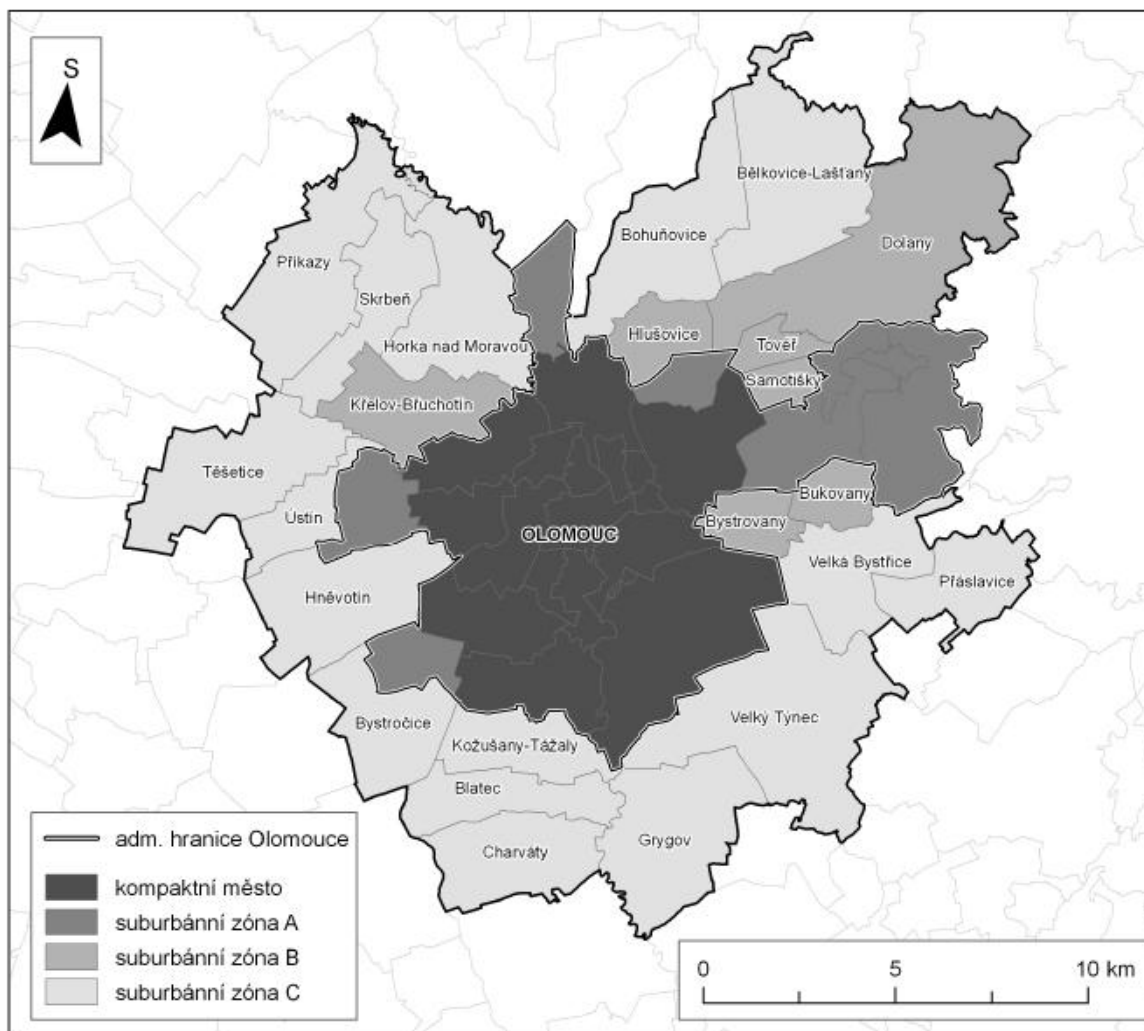 S
Bělkovice-Lašťany
Bohuňovice
Dolany
Příkazy
Skrbeň
Hlušovice
Horka nad Moravou
Tovéř
Samotišky
Křelov-Břuchotín
Těšetice
Ústín
Bukovany
Bystrovany
OLOMOUC
Velká Bystřice
Přáslavice
Hněvotín
Bystročice
Velký Týnec
Kožušany-Tážaly
Blatec
Grygov
Charváty
adm. hranice Olomouce
kompaktní město
suburbánní zóna A
suburbánní zóna B
suburbánní zóna C
0 5 10 km